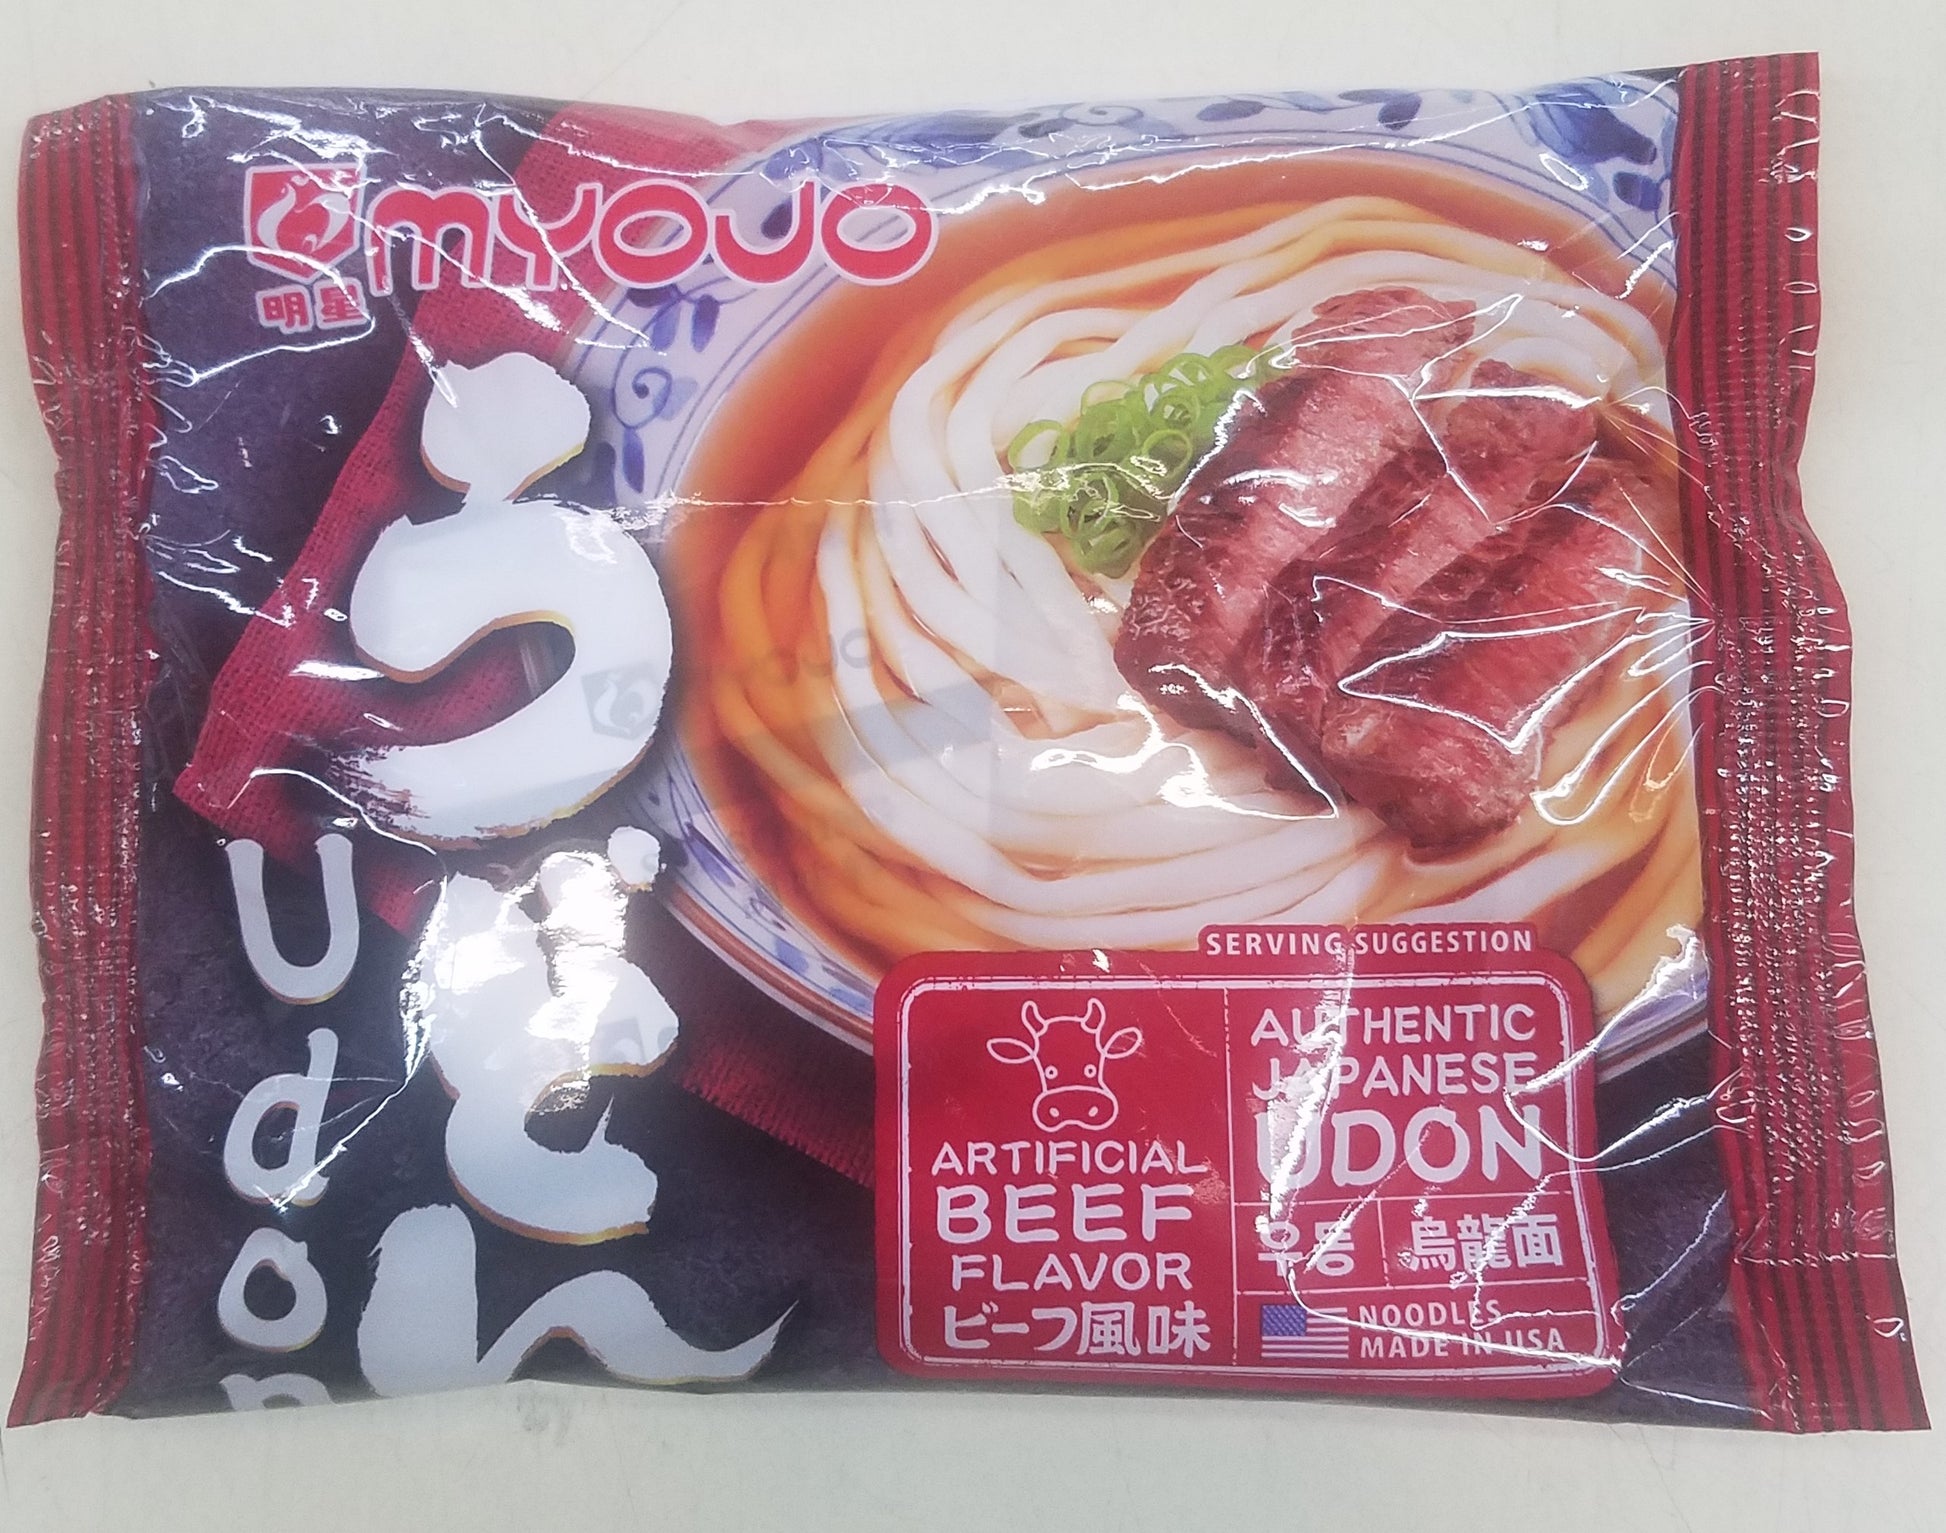 MYOJO
明星
うどん
Udon
SERVING SUGGESTION
ARTIFICIAL
BEEF
FLAVOR
ビーフ風味
AUTHENTIC
JAPANESE
UDON
우동
烏龍面
NOODLES
MADE IN USA